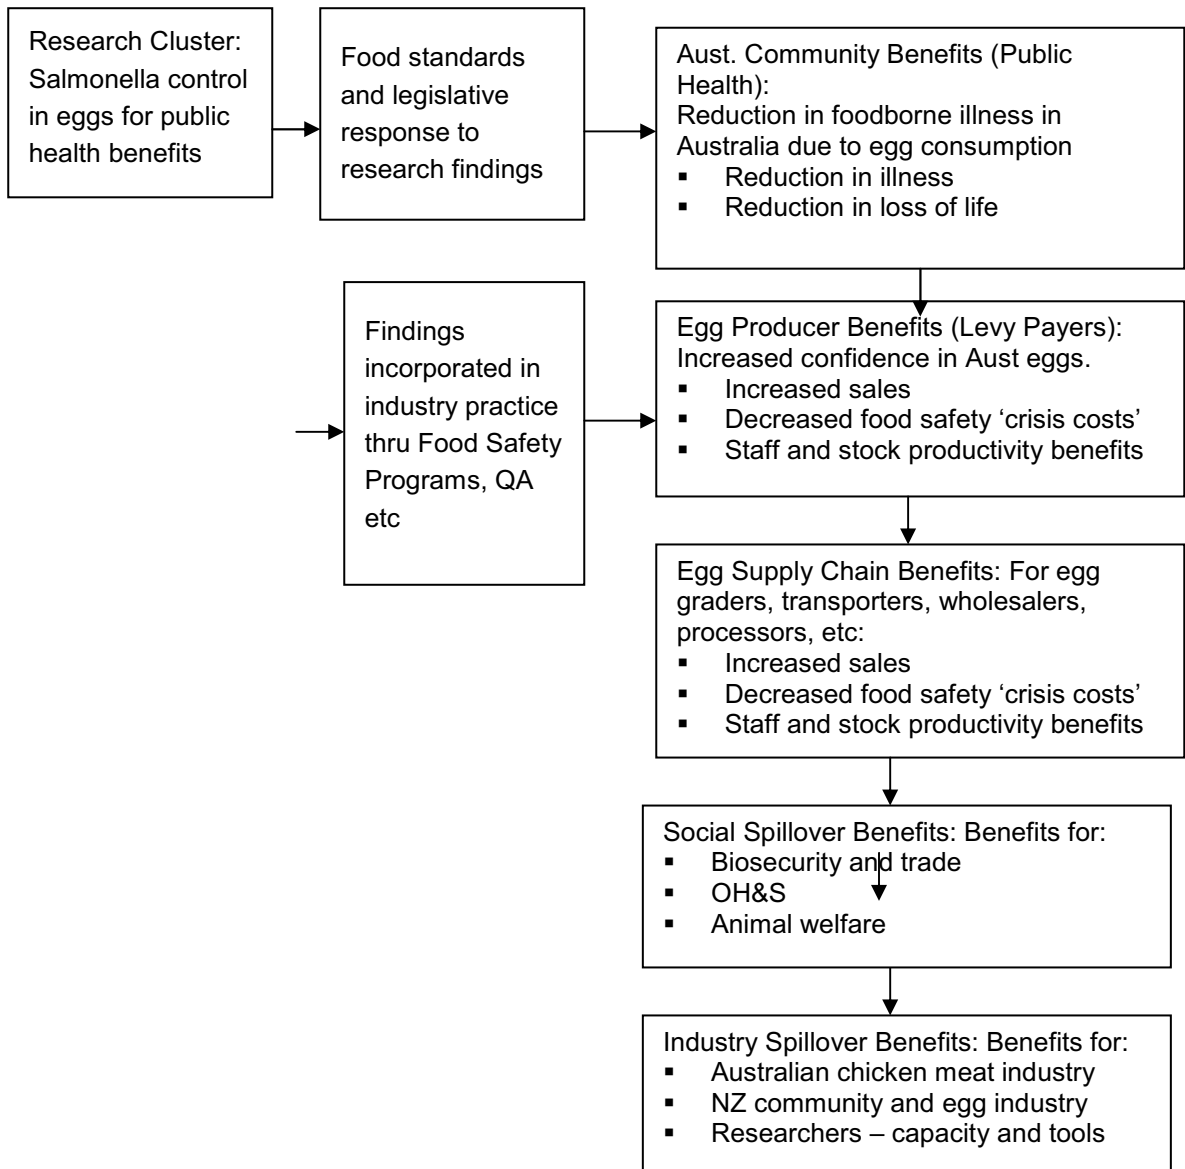 Research Cluster:
Salmonella control
in eggs for public
health benefits
Food standards
and legislative
response to
research findings
Aust. Community Benefits (Public
Health):
Reduction in foodborne illness in
Australia due to egg consumption
▪ Reduction in illness
▪ Reduction in loss of life
Findings
incorporated in
industry practice
thru Food Safety
Programs, QA
etc
Egg Producer Benefits (Levy Payers):
Increased confidence in Aust eggs.
▪ Increased sales
▪ Decreased food safety ‘crisis costs’
▪ Staff and stock productivity benefits
Egg Supply Chain Benefits: For egg
graders, transporters, wholesalers,
processors, etc:
▪ Increased sales
▪ Decreased food safety ‘crisis costs’
▪ Staff and stock productivity benefits
Social Spillover Benefits: Benefits for:
▪ Biosecurity and trade
▪ OH&S
▪ Animal welfare
Industry Spillover Benefits: Benefits for:
▪ Australian chicken meat industry
▪ NZ community and egg industry
▪ Researchers – capacity and tools